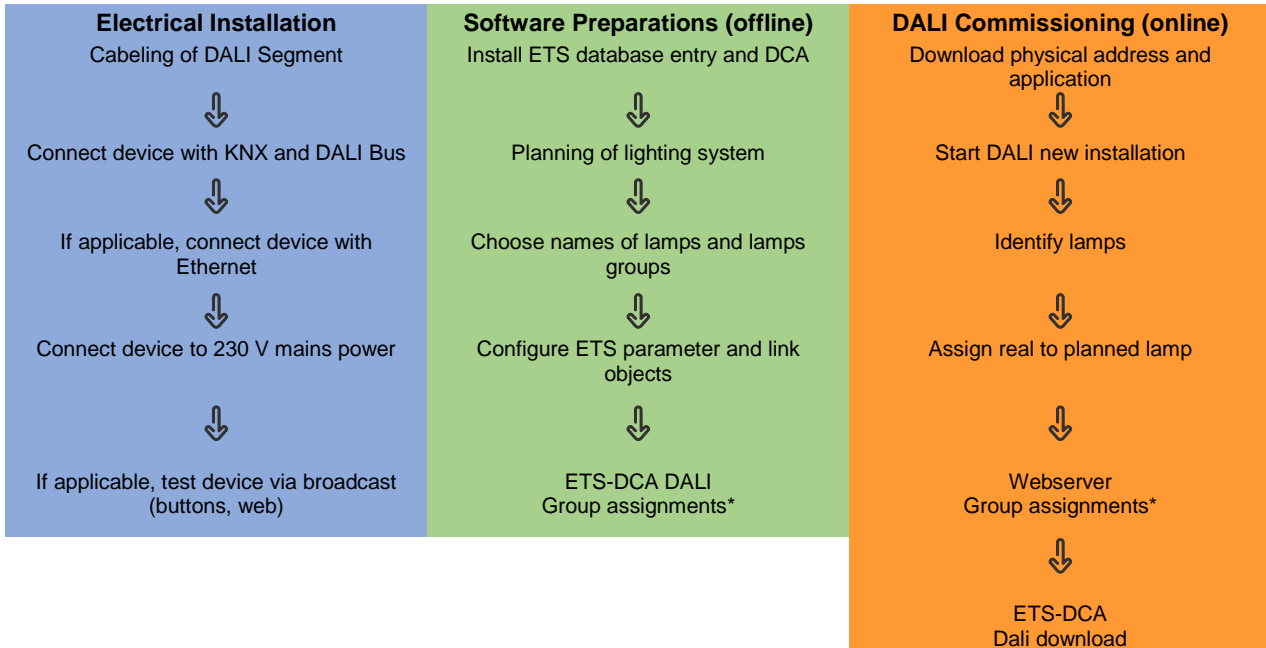 Electrical Installation
Cabeling of DALI Segment
Connect device with KNX and DALI Bus
If applicable, connect device with
Ethernet
Connect device to 230 V mains power
If applicable, test device via broadcast
(buttons, web)
Software Preparations (offline)
Install ETS database entry and DCA
Planning of lighting system
Choose names of lamps and lamps
groups
Configure ETS parameter and link
objects
ETS-DCA DALI
Group assignments*
DALI Commissioning (online)
Download physical address and
application
Start DALI new installation
Identify lamps
Assign real to planned lamp
Webserver
Group assignments*
ETS-DCA
Dali download